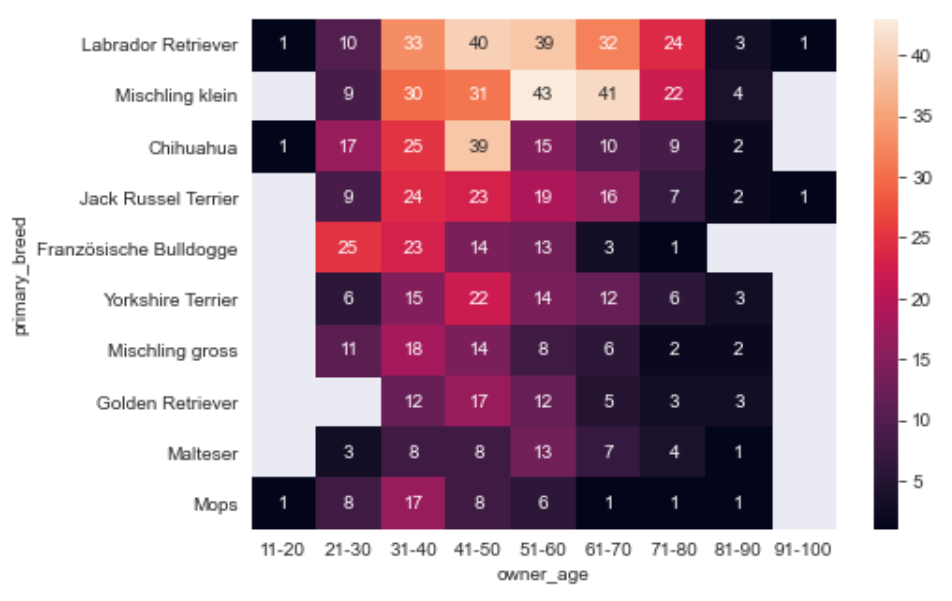 Labrador Retriever 1 10 33 40 39 32 24 3 1
Mischling klein 9 30 31 43 41 22 4
Chihuahua 1 17 25 39 15 10 9 2
Jack Russel Terrier 9 24 23 19 16 7 2 1
Französische Bulldogge 25 23 14 13 3 1
Yorkshire Terrier 6 15 22 14 12 6 3
Mischling gross 11 18 14 8 6 2 2
Golden Retriever 12 17 12 5 3 3
Malteser 3 8 8 13 7 4 1
Mops 1 8 17 8 6 1 1 1
11-20 21-30 31-40 41-50 51-60 61-70 71-80 81-90 91-100
owner_age
primary_breed
40
35
30
25
20
15
10
5